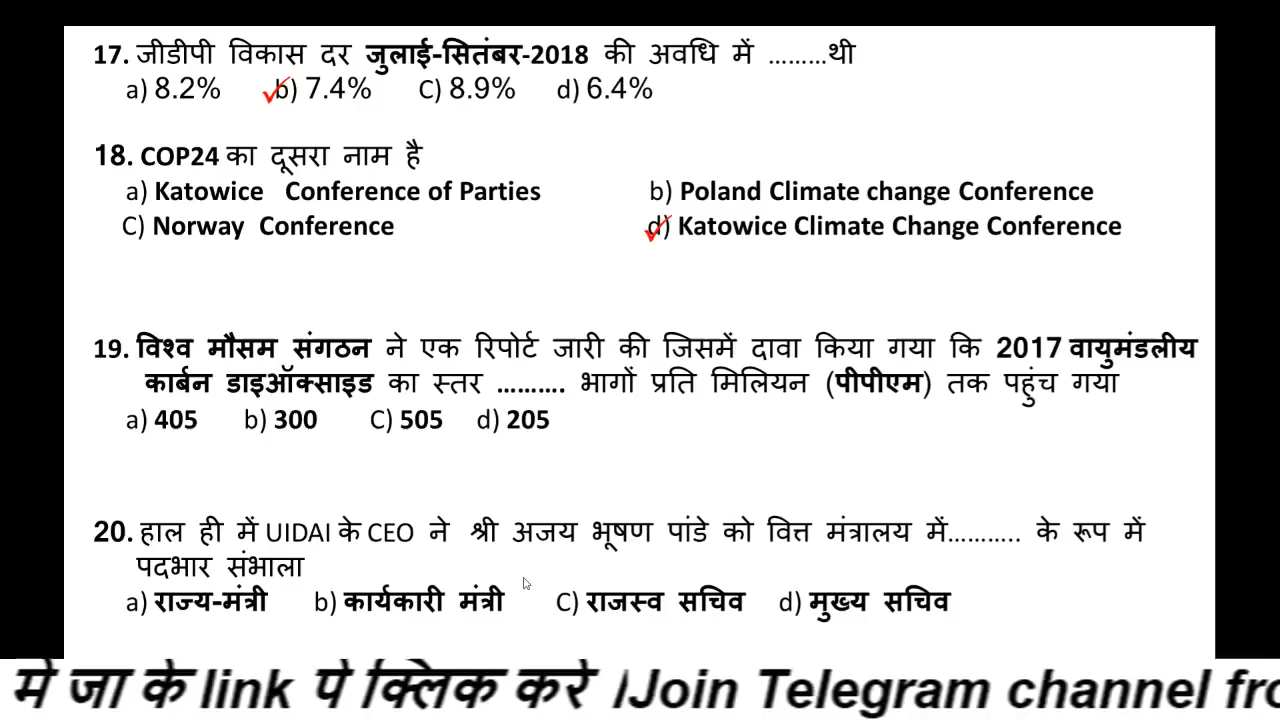 17. जीडीपी विकास दर जुलाई-सितंबर-2018 की अवधि में ………थी
a) 8.2% b) 7.4% C) 8.9% d) 6.4%
18. COP24 का दूसरा नाम है
a) Katowice Conference of Parties b) Poland Climate change Conference
C) Norway Conference d) Katowice Climate Change Conference
19. विश्व मौसम संगठन ने एक रिपोर्ट जारी की जिसमें दावा किया गया कि 2017 वायुमंडलीय
कार्बन डाइऑक्साइड का स्तर ………. भागों प्रति मिलियन (पीपीएम) तक पहुंच गया
a) 405 b) 300 C) 505 d) 205
20. हाल ही में UIDAI के CEO ने श्री अजय भूषण पांडे को वित्त मंत्रालय में……….. के रूप में
पदभार संभाला
a) राज्य-मंत्री b) कार्यकारी मंत्री C) राजस्व सचिव d) मुख्य सचिव
मे जा के link पे क्लिक करे /Join Telegram channel fro